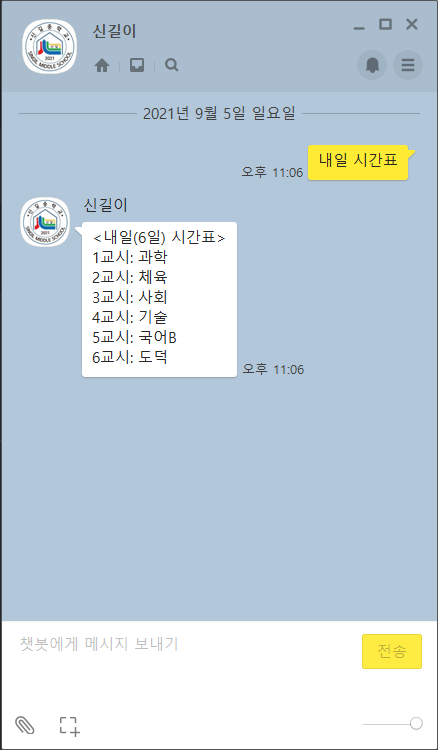 신길이
2021년 9월 5일 일요일
내일 시간표
오후 11:06
신길이
<내일(6일) 시간표>
1교시: 과학
2교시: 체육
3교시: 사회
4교시: 기술
5교시: 국어B
6교시: 도덕
오후 11:06
챗봇에게 메시지 보내기
전송